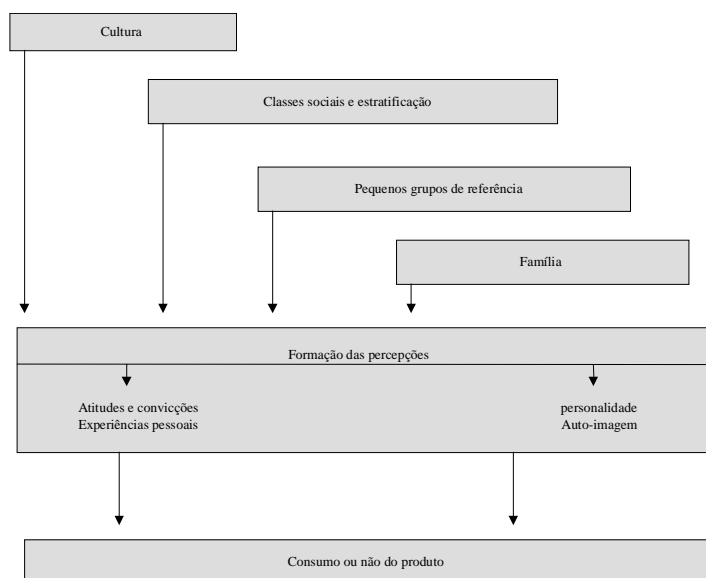 Cultura
Classes sociais e estratificação
Pequenos grupos de referência
Família
Formação das percepções
Atitudes e convicções
Experiências pessoais
personalidade
Auto-imagem
Consumo ou não do produto